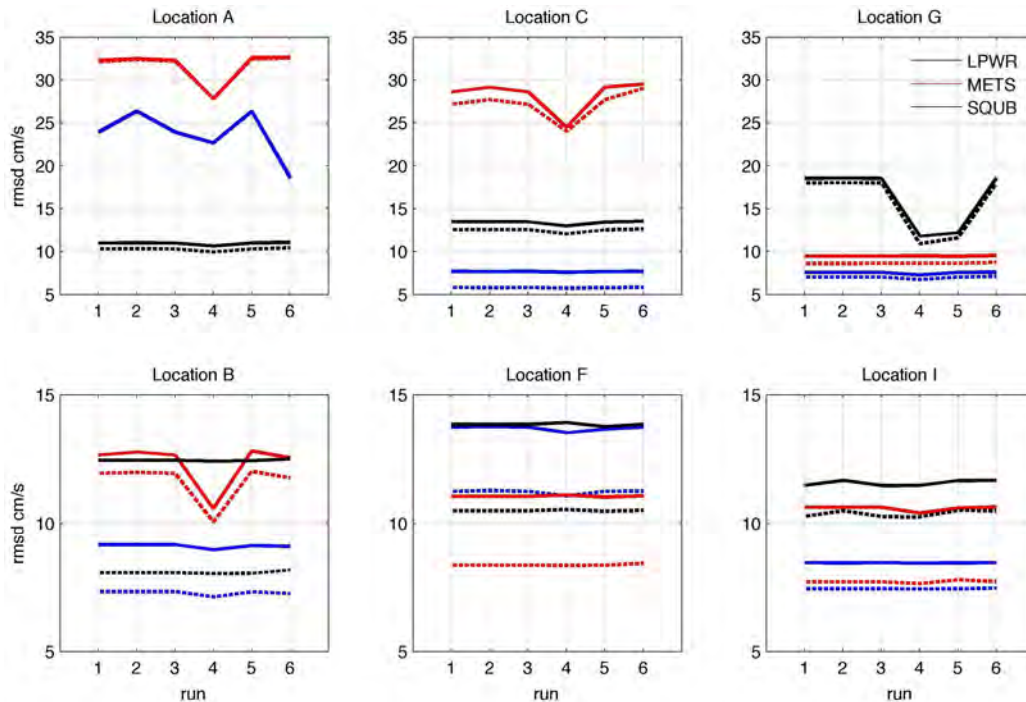 Location A
Location C
Location G
35
30
25
20
15
10
5
rmsd cm/s
1 2 3 4 5 6
35
30
25
20
15
10
5
1 2 3 4 5 6
35
30
25
20
15
10
5
LPWR
METS
SQUB
1 2 3 4 5 6
Location B
Location F
Location I
15
10
5
rmsd cm/s
1 2 3 4 5 6
run
15
10
5
1 2 3 4 5 6
run
15
10
5
1 2 3 4 5 6
run